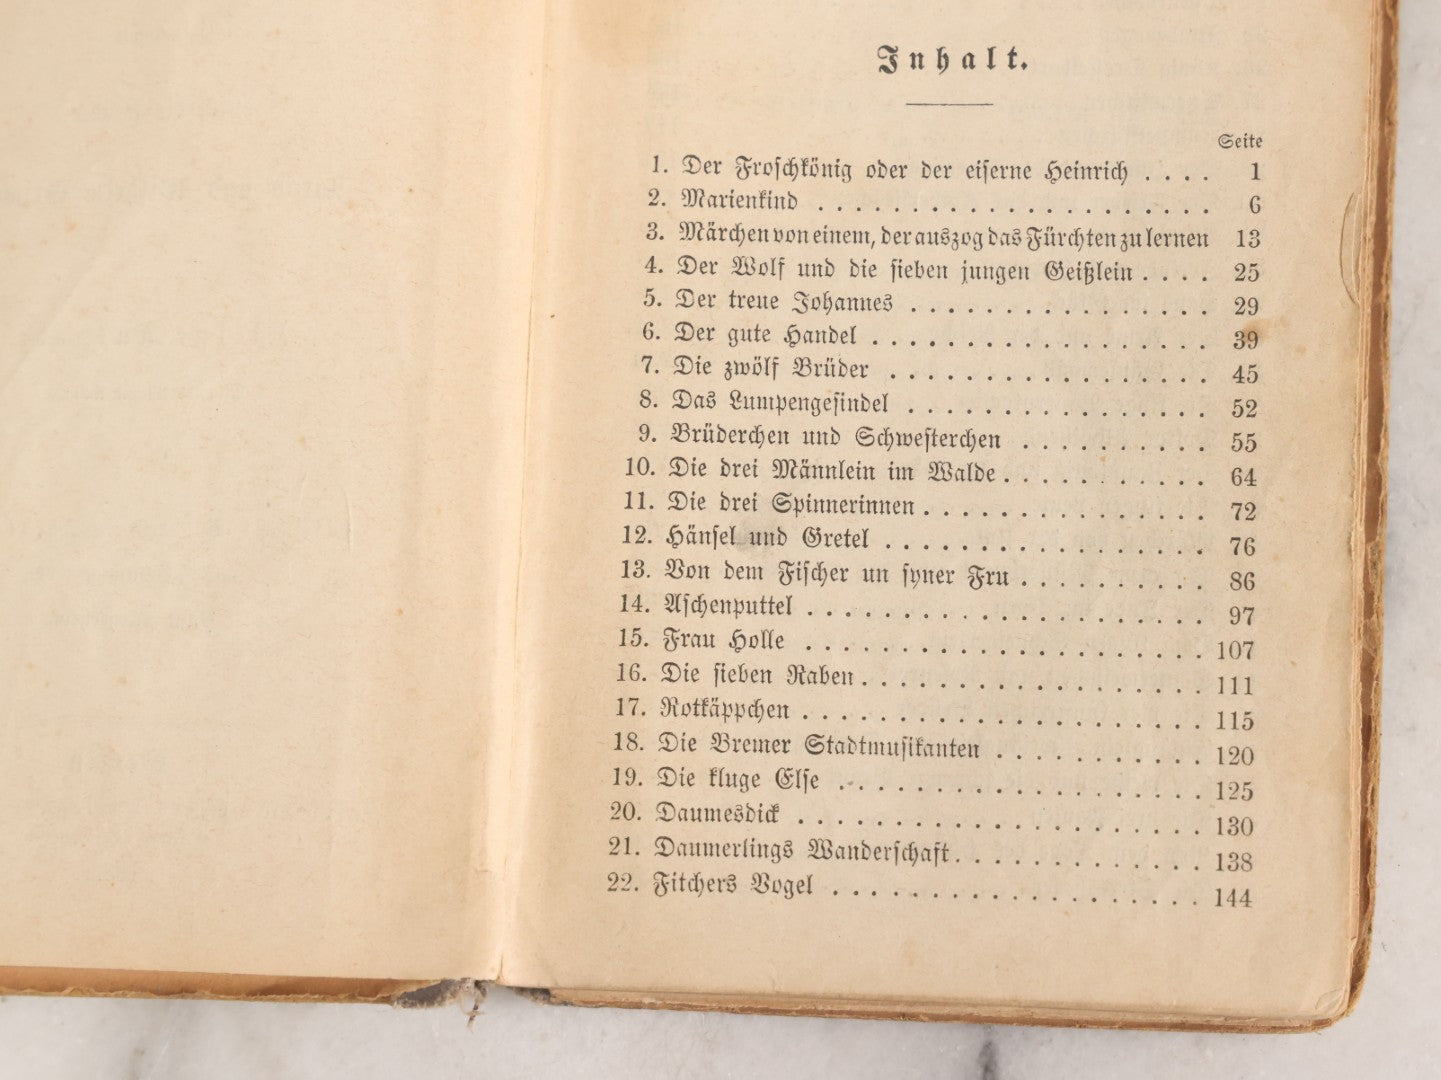 Inhalt.
Seite
1. Der Froschkönig oder der eiserne Heinrich . . . . 1
2. Marienkind . . . . . . . . . . . . . . . . . . . . . 6
3. Märchen von einem, der auszog das Fürchten zu lernen 13
4. Der Wolf und die sieben jungen Geißlein . . . . 25
5. Der treue Johannes . . . . . . . . . . . . . . . . 29
6. Der gute Handel . . . . . . . . . . . . . . . . . . 39
7. Die zwölf Brüder . . . . . . . . . . . . . . . . . 45
8. Das Lumpengesindel . . . . . . . . . . . . . . . . 52
9. Brüderchen und Schwesterchen . . . . . . . . . . 55
10. Die drei Männlein im Walde . . . . . . . . . . . 64
11. Die drei Spinnerinnen . . . . . . . . . . . . . . . 72
12. Hänsel und Gretel . . . . . . . . . . . . . . . . . 76
13. Von dem Fischer un syner Fru . . . . . . . . . . 86
14. Aschenputtel . . . . . . . . . . . . . . . . . . . . . 97
15. Frau Holle . . . . . . . . . . . . . . . . . . . . . 107
16. Die sieben Raben . . . . . . . . . . . . . . . . . . 111
17. Rotkäppchen . . . . . . . . . . . . . . . . . . . . . 115
18. Die Bremer Stadtmusikanten . . . . . . . . . . . 120
19. Die kluge Else . . . . . . . . . . . . . . . . . . . 125
20. Daumesdick . . . . . . . . . . . . . . . . . . . . . 130
21. Daumerlings Wanderschaft . . . . . . . . . . . . . 138
22. Fitchers Vogel . . . . . . . . . . . . . . . . . . . 144